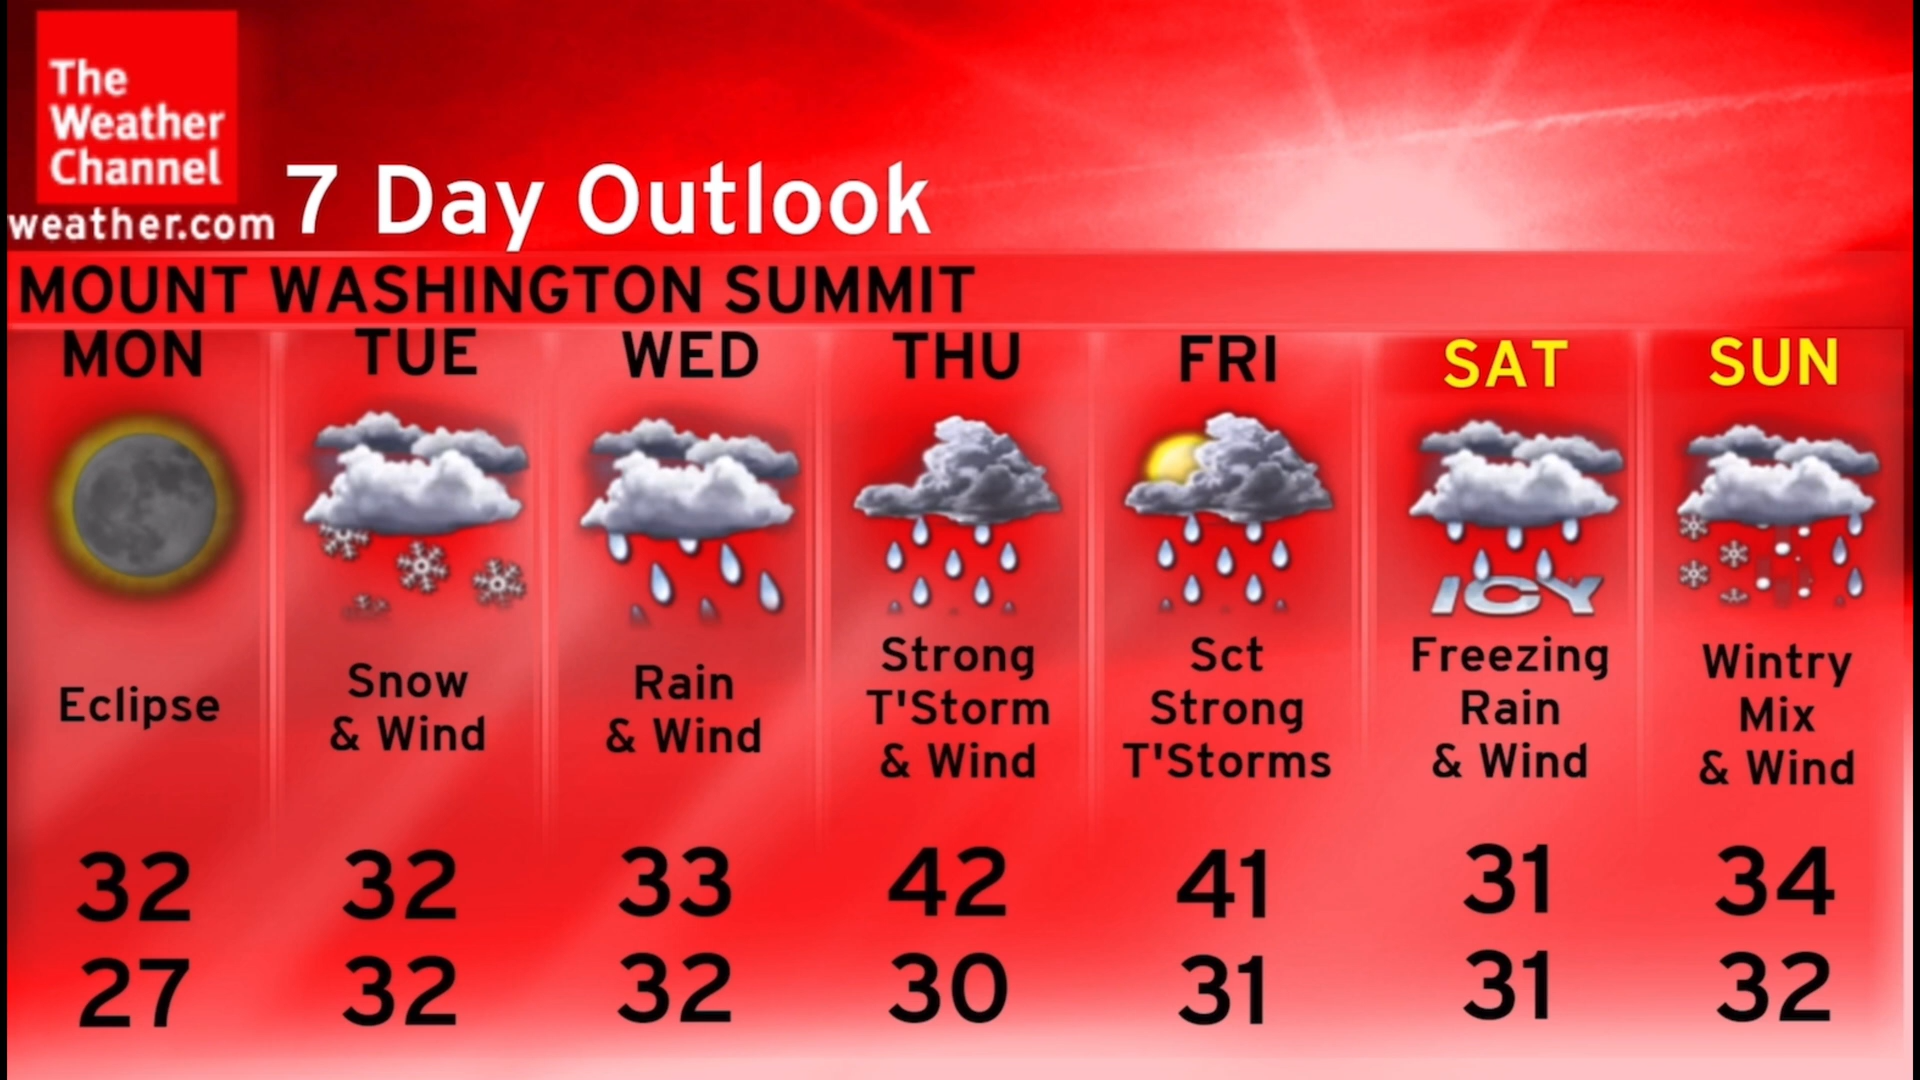 The
Weather
Channel
weather.com
7 Day Outlook
MOUNT WASHINGTON SUMMIT
MON TUE WED THU FRI SAT SUN
ICY
Eclipse
Snow
& Wind
Rain
& Wind
Strong
T'Storm
& Wind
Sct
Strong
T'Storms
Freezing
Rain
& Wind
Wintry
Mix
& Wind
32 32 33 42 41 31 34
27 32 32 30 31 31 32